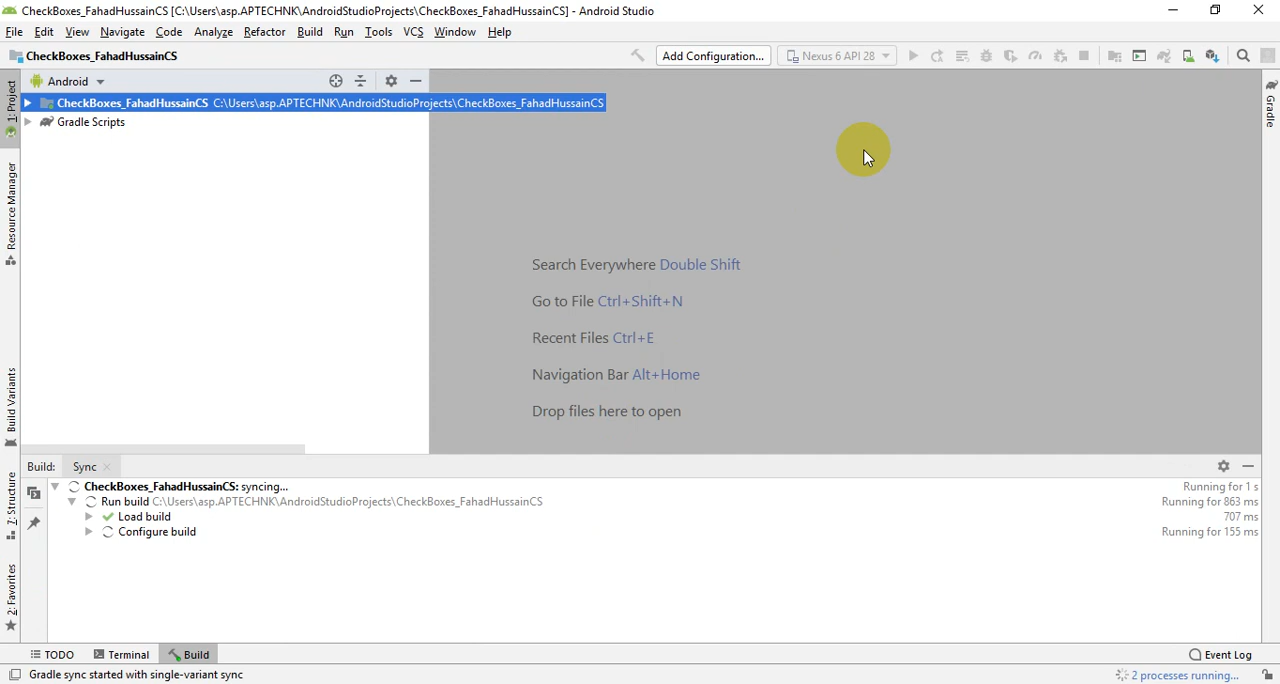 CheckBoxes_FahadHussainCS [C:\Users\asp.APTECHNK\AndroidStudioProjects\CheckBoxes_FahadHussainCS] - Android Studio
File Edit View Navigate Code Analyze Refactor Build Run Tools VCS Window Help
CheckBoxes_FahadHussainCS Add Configuration... Nexus 6 API 28
Android
CheckBoxes_FahadHussainCS C:\Users\asp.APTECHNK\AndroidStudioProjects\CheckBoxes_FahadHussainCS
Gradle Scripts
1: Project
Resource Manager
Build Variants
7: Structure
2: Favorites
Gradle
Search Everywhere Double Shift
Go to File Ctrl+Shift+N
Recent Files Ctrl+E
Navigation Bar Alt+Home
Drop files here to open
Build: Sync
CheckBoxes_FahadHussainCS: syncing... Running for 1 s
Run build C:\Users\asp.APTECHNK\AndroidStudioProjects\CheckBoxes_FahadHussainCS Running for 863 ms
Load build 707 ms
Configure build Running for 155 ms
TODO Terminal Build Event Log
Gradle sync started with single-variant sync 2 processes running...